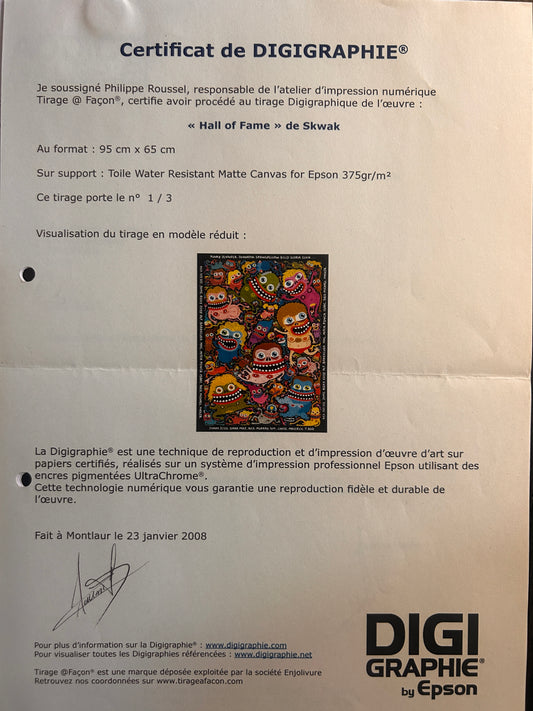 Certificat de DIGIGRAPHIE®
Je soussigné Philippe Roussel, responsable de l'atelier d'impression numérique
Tirage @ Façon®, certifie avoir procédé au tirage Digigraphique de l'œuvre :
« Hall of Fame » de Skwak
Au format : 95 cm x 65 cm
Sur support : Toile Water Resistant Matte Canvas for Epson 375gr/m²
Ce tirage porte le n° 1 / 3
Visualisation du tirage en modèle réduit :
La Digigraphie® est une technique de reproduction et d'impression d'œuvre d'art sur
papiers certifiés, réalisés sur un système d'impression professionnel Epson utilisant des
encres pigmentées UltraChrome®.
Cette technologie numérique vous garantie une reproduction fidèle et durable de
l'œuvre.
Fait à Montlaur le 23 janvier 2008
Pour plus d'information sur la Digigraphie® : www.digigraphie.com
Pour visualiser toutes les Digigraphies référencées : www.digigraphie.net
Tirage @Façon® est une marque déposée exploitée par la société Enjolivure
Retrouvez nos coordonnées sur www.tirageafacon.com
DIGI
GRAPHIE®
by Epson